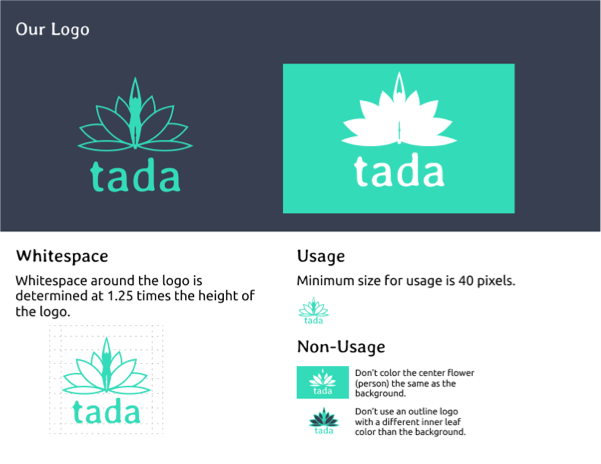 Our Logo
tada
tada
Whitespace
Whitespace around the logo is
determined at 1.25 times the height of
the logo.
tada
Usage
Minimum size for usage is 40 pixels.
tada
Non-Usage
tada
Don't color the center flower
(person) the same as the
background.
tada
Don't use an outline logo
with a different inner leaf
color than the background.